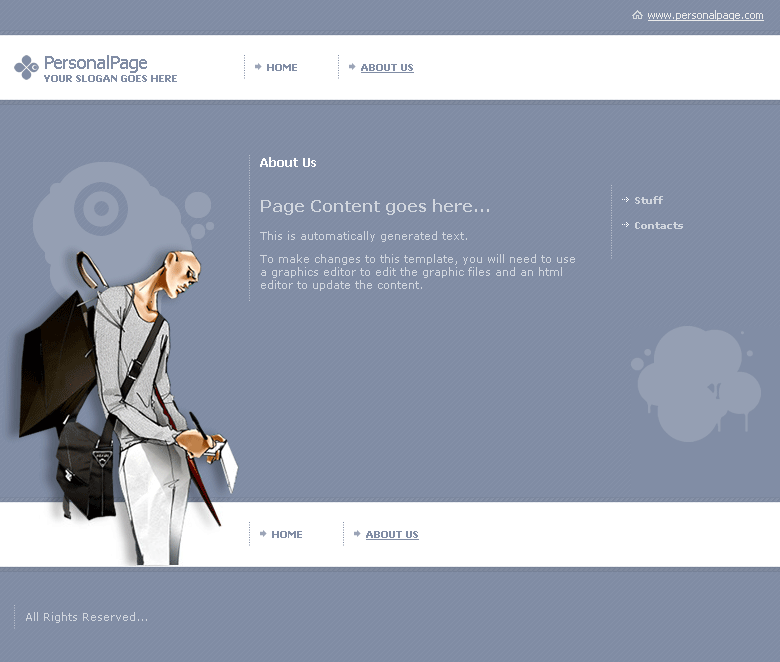 www.personalpage.com
PersonalPage
YOUR SLOGAN GOES HERE
HOME
ABOUT US
About Us
Page Content goes here...
This is automatically generated text.
To make changes to this template, you will need to use
a graphics editor to edit the graphic files and an html
editor to update the content.
Stuff
Contacts
HOME
ABOUT US
All Rights Reserved...